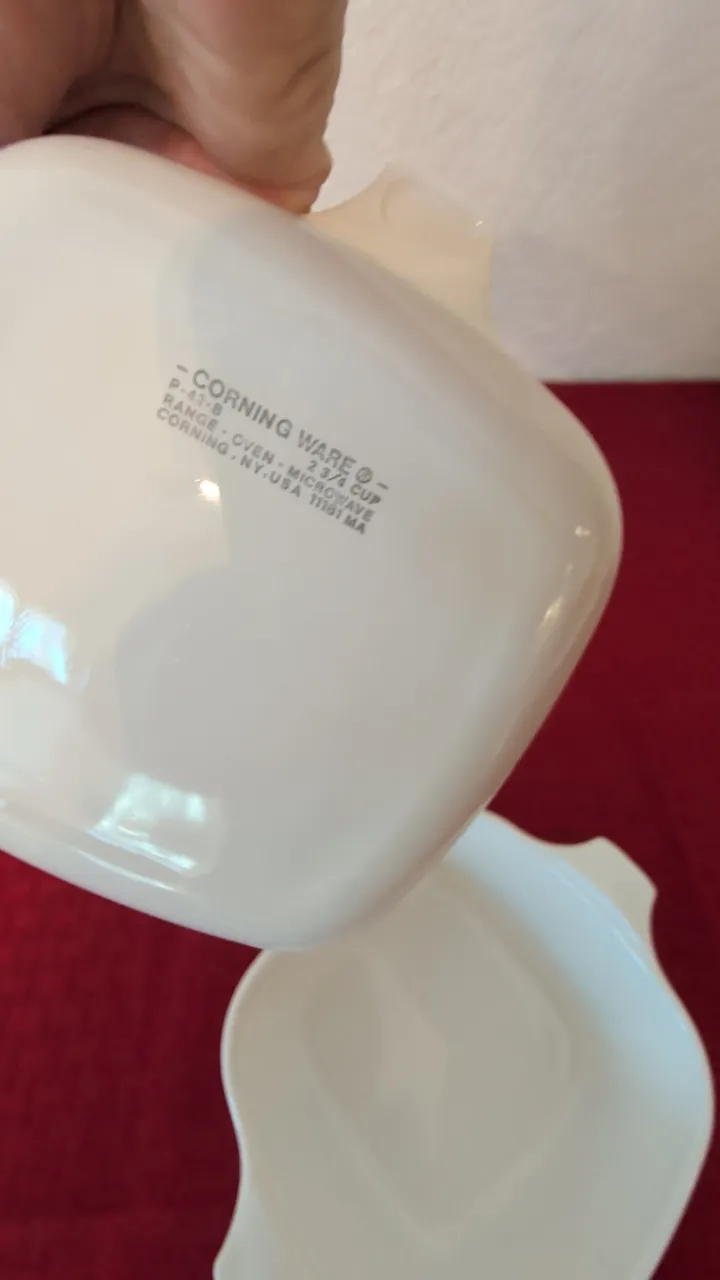 - CORNING WARE ® -
P-43-B 2 3/4 CUP
RANGE - OVEN - MICROWAVE
CORNING, NY, USA 11181 MA